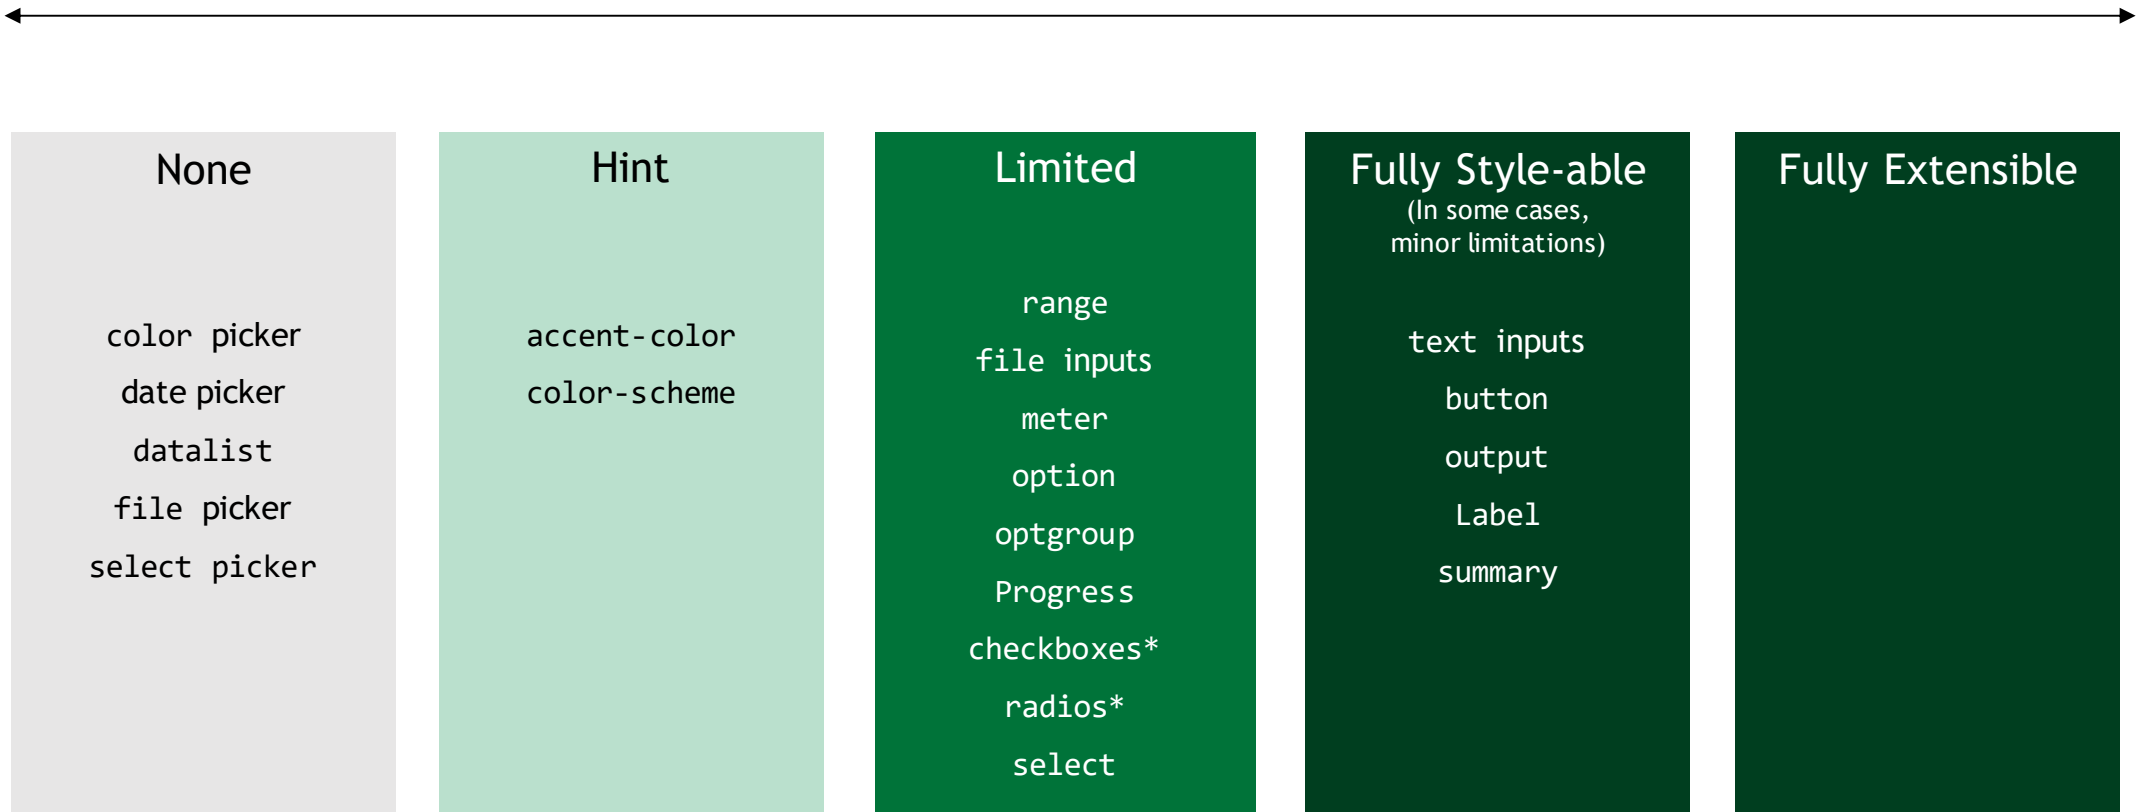 None
color picker
date picker
datalist
file picker
select picker
Hint
accent-color
color-scheme
Limited
range
file inputs
meter
option
optgroup
Progress
checkboxes*
radios*
select
Fully Style-able
(In some cases,
minor limitations)
text inputs
button
output
Label
summary
Fully Extensible